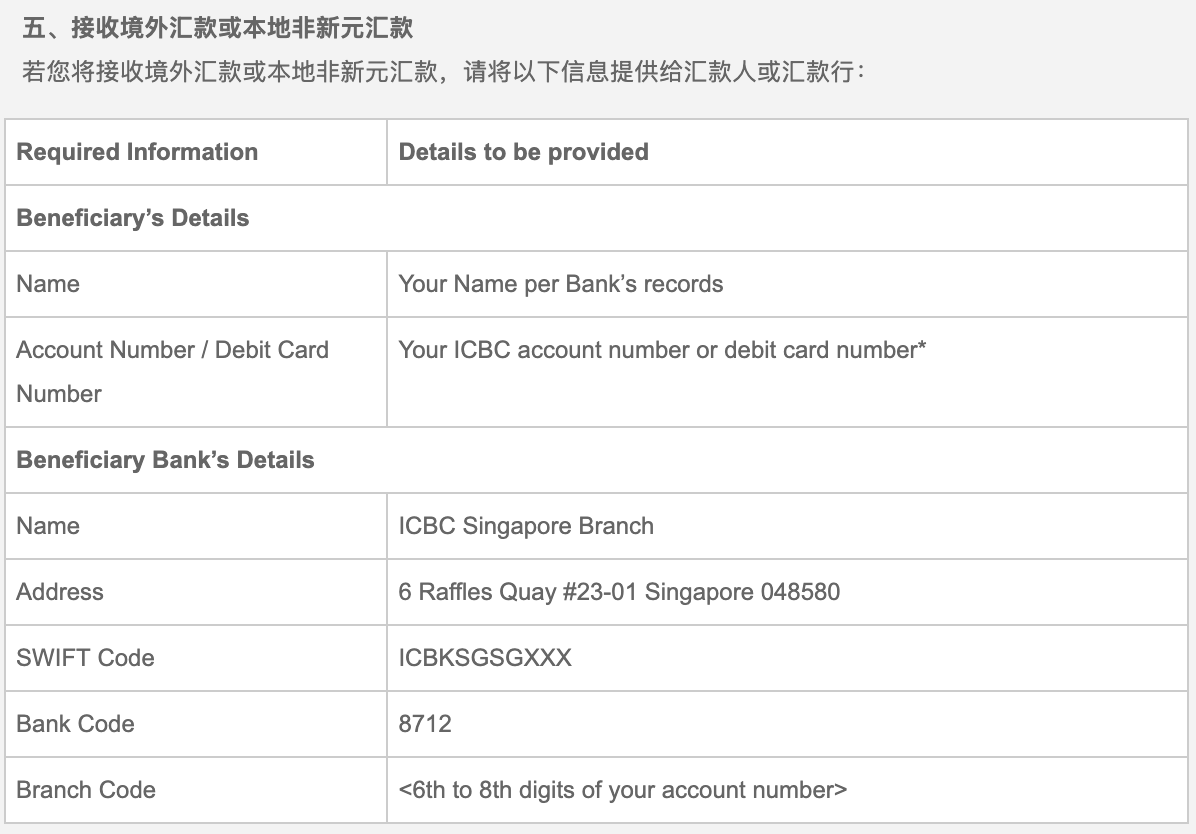 五、接收境外汇款或本地非新元汇款
若您将接收境外汇款或本地非新元汇款，请将以下信息提供给汇款人或汇款行：
Required Information
Details to be provided
Beneficiary’s Details
Name
Your Name per Bank’s records
Account Number / Debit Card
Number
Your ICBC account number or debit card number*
Beneficiary Bank’s Details
Name
ICBC Singapore Branch
Address
6 Raffles Quay #23-01 Singapore 048580
SWIFT Code
ICBKSGSGXXX
Bank Code
8712
Branch Code
<6th to 8th digits of your account number>